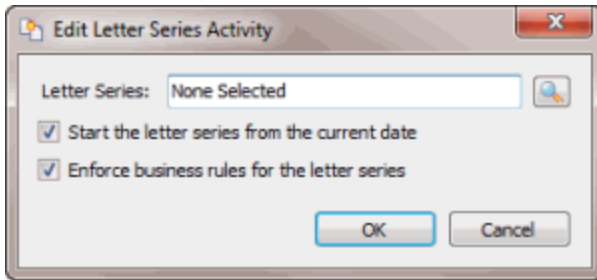 Edit Letter Series Activity
Letter Series: None Selected
Start the letter series from the current date
Enforce business rules for the letter series
OK Cancel